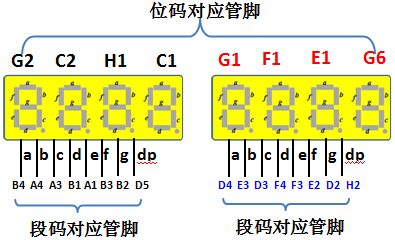 位码对应管脚
G2 C2 H1 C1 G1 F1 E1 G6
a a a a a a a a
f b f b f b f b f b f b f b f b
g g g g g g g g
e c e c e c e c e c e c e c e c
d d d d d d d d
a b c d e f g dp a b c d e f g dp
B4 A4 A3 B1 A1 B3 B2 D5 D4 E3 D3 F4 F3 E2 D2 H2
段码对应管脚 段码对应管脚